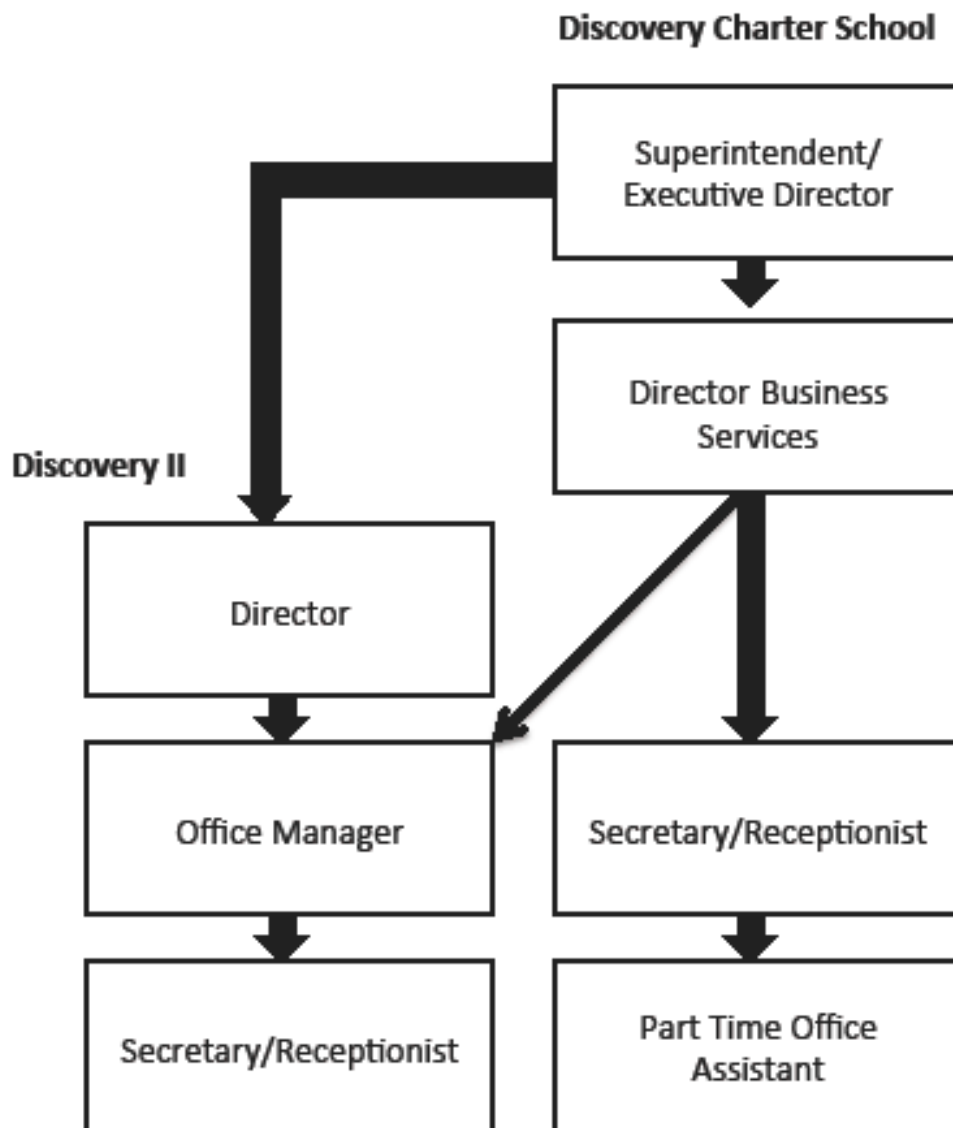 Discovery Charter School
Superintendent/
Executive Director
Director Business
Services
Discovery II
Director
Office Manager
Secretary/Receptionist
Secretary/Receptionist
Part Time Office
Assistant